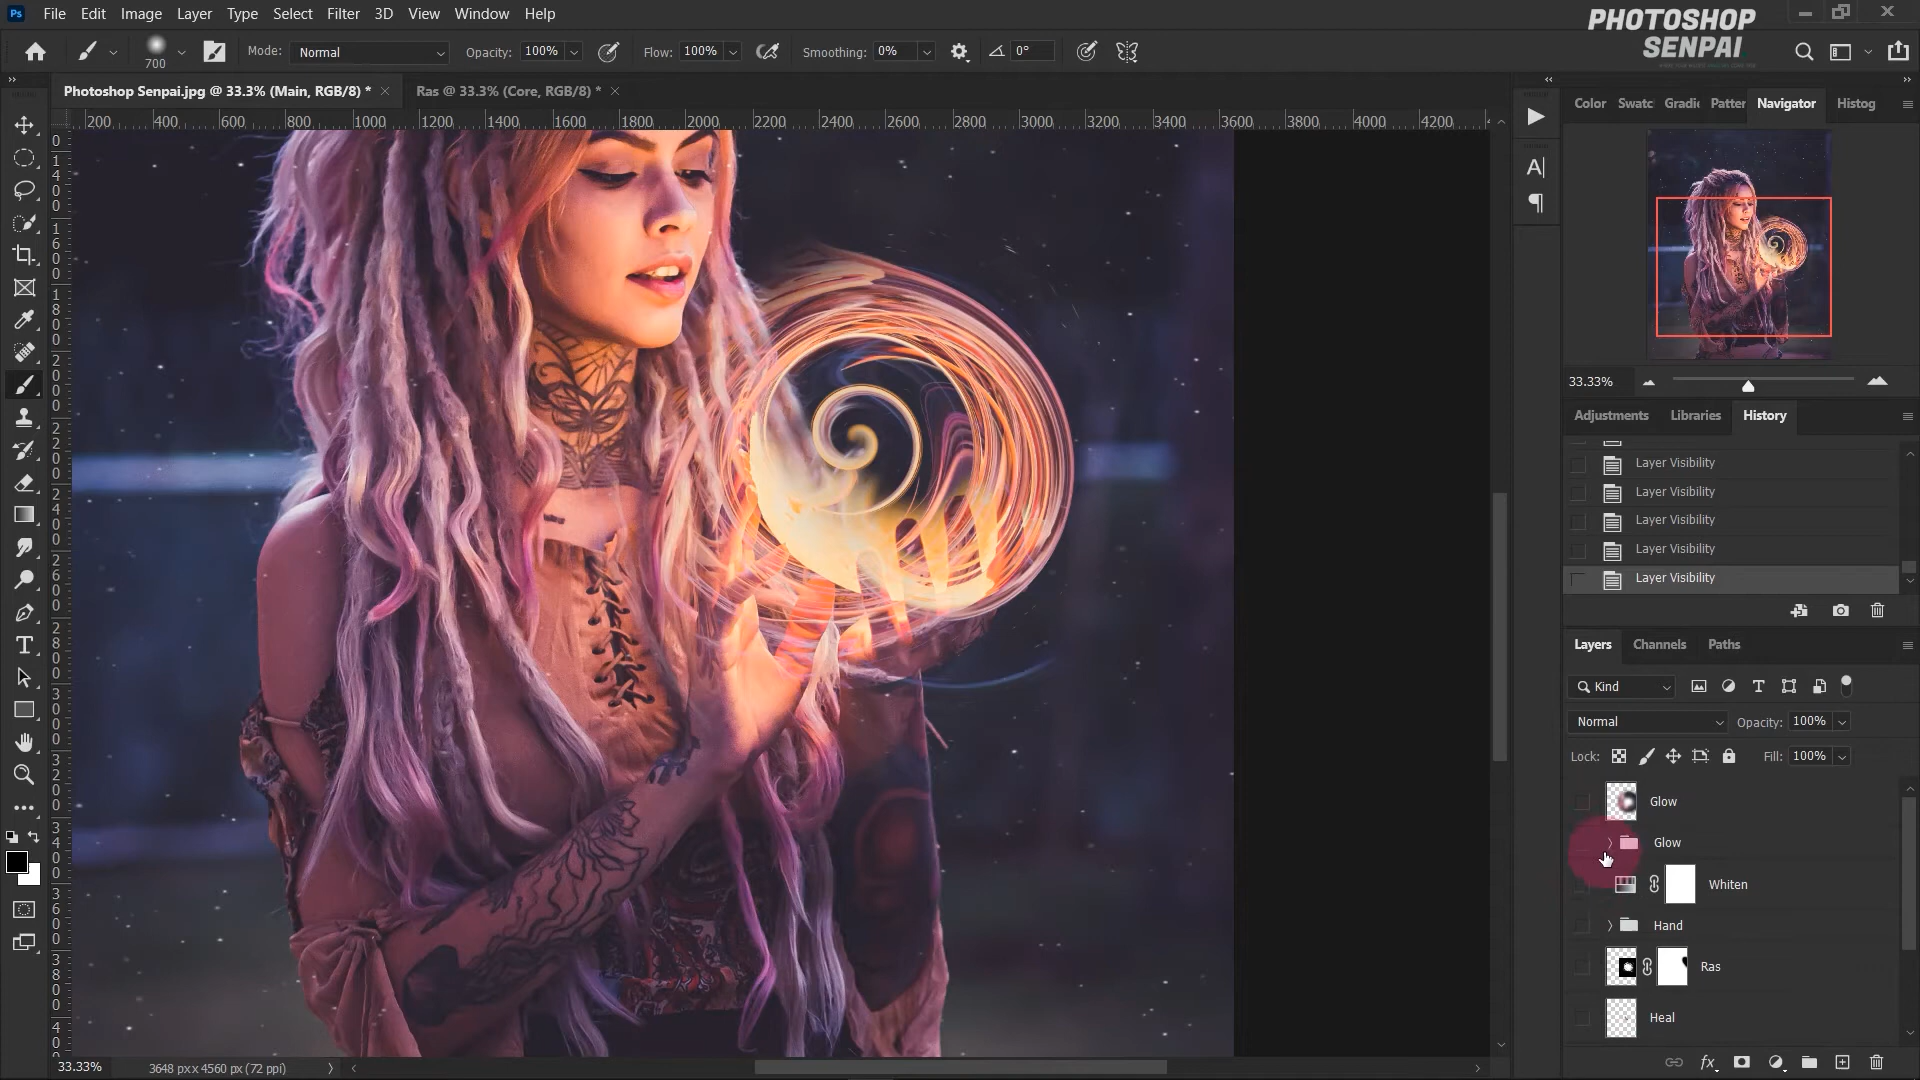 Ps File Edit Image Layer Type Select Filter 3D View Window Help
PHOTOSHOP
SENPAI
700 Mode: Normal Opacity: 100% Flow: 100% Smoothing: 0% 0°
Photoshop Senpai.jpg @ 33.3% (Main, RGB/8) * Ras @ 33.3% (Core, RGB/8) *
200 400 600 800 1000 1200 1400 1600 1800 2000 2200 2400 2600 2800 3000 3200 3400 3600 3800 4000 4200
Color Swatc Gradie Patter Navigator Histog
33.33%
Adjustments Libraries History
Layer Visibility
Layer Visibility
Layer Visibility
Layer Visibility
Layer Visibility
Layers Channels Paths
Kind
Normal Opacity: 100%
Lock: Fill: 100%
Glow
Glow
Whiten
Hand
Ras
Heal
33.33% 3648 px x 4560 px (72 ppi)